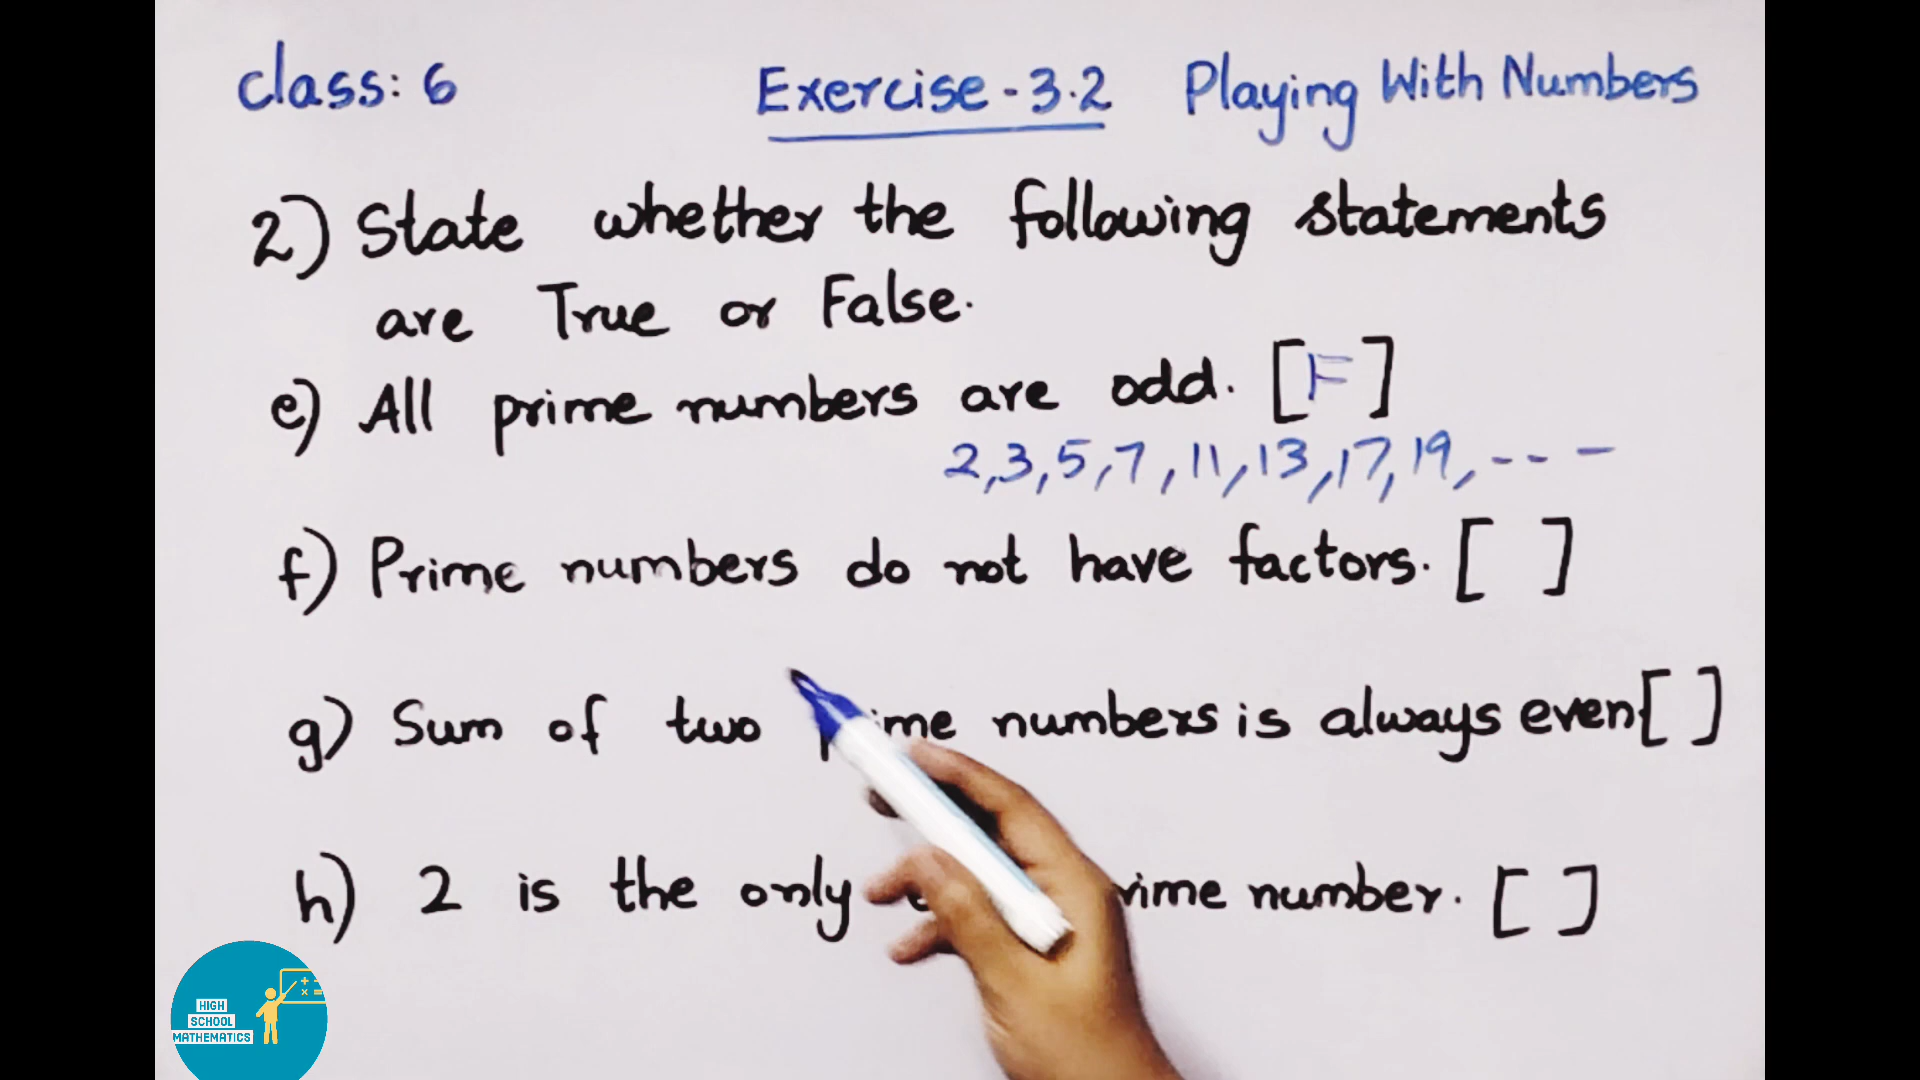 class: 6 Exercise-3.2 Playing With Numbers
2) State whether the following statements
are True or False.
e) All prime numbers are odd. [F]
2,3,5,7,11,13,17,19,-- -
f) Prime numbers do not have factors. [ ]
g) Sum of two numbers is always even[ ]
h) 2 is the only number. [ ]
HIGH
SCHOOL
MATHEMATICS